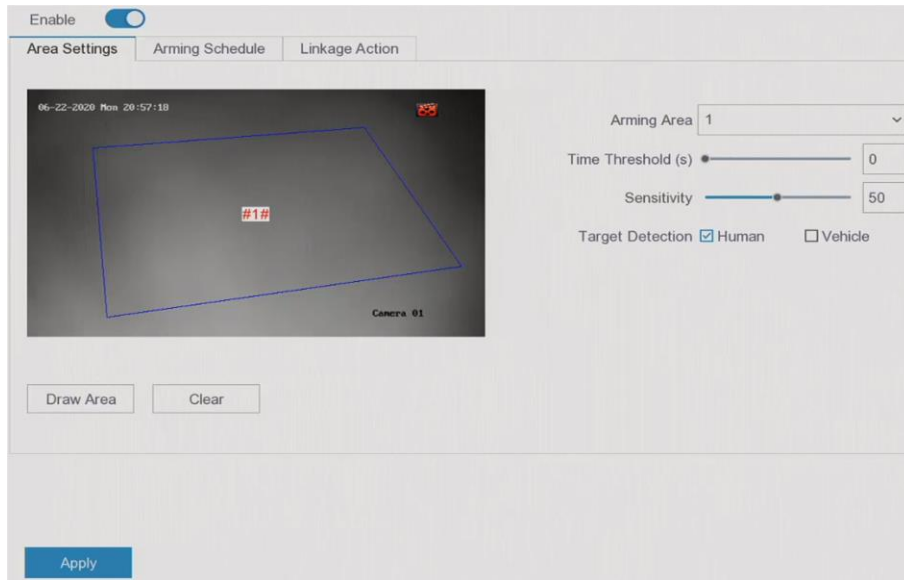 Enable
Area Settings Arming Schedule Linkage Action
06-22-2020 Mon 20:57:18
Arming Area 1
Time Threshold (s) 0
Sensitivity 50
#1#
Target Detection Human Vehicle
Camera 01
Draw Area Clear
Apply